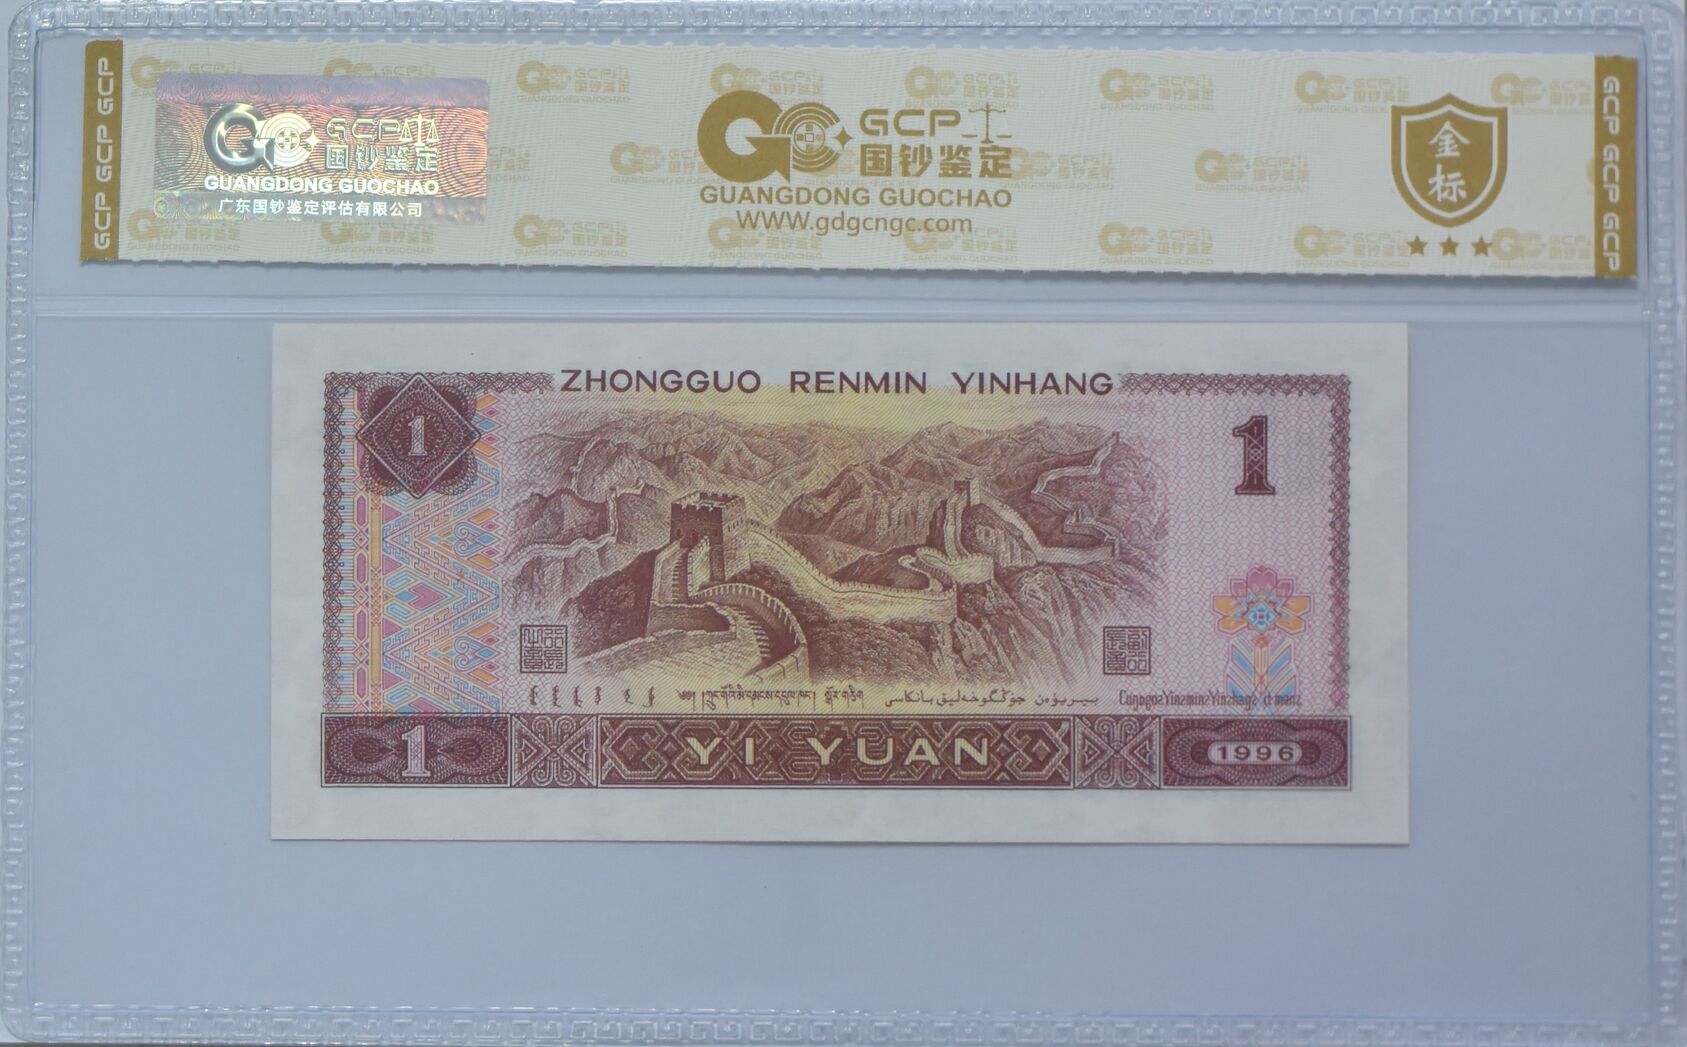 GCP GCP GCP
GCP
国钞鉴定
GUANGDONG GUOCHAO
广东国钞鉴定评估有限公司
GCP
国钞鉴定
GUANGDONG GUOCHAO
WWW.gdgcngc.com
金标
GCP GCP GCP
ZHONGGUO RENMIN YINHANG
1
1
1
YI YUAN
1996